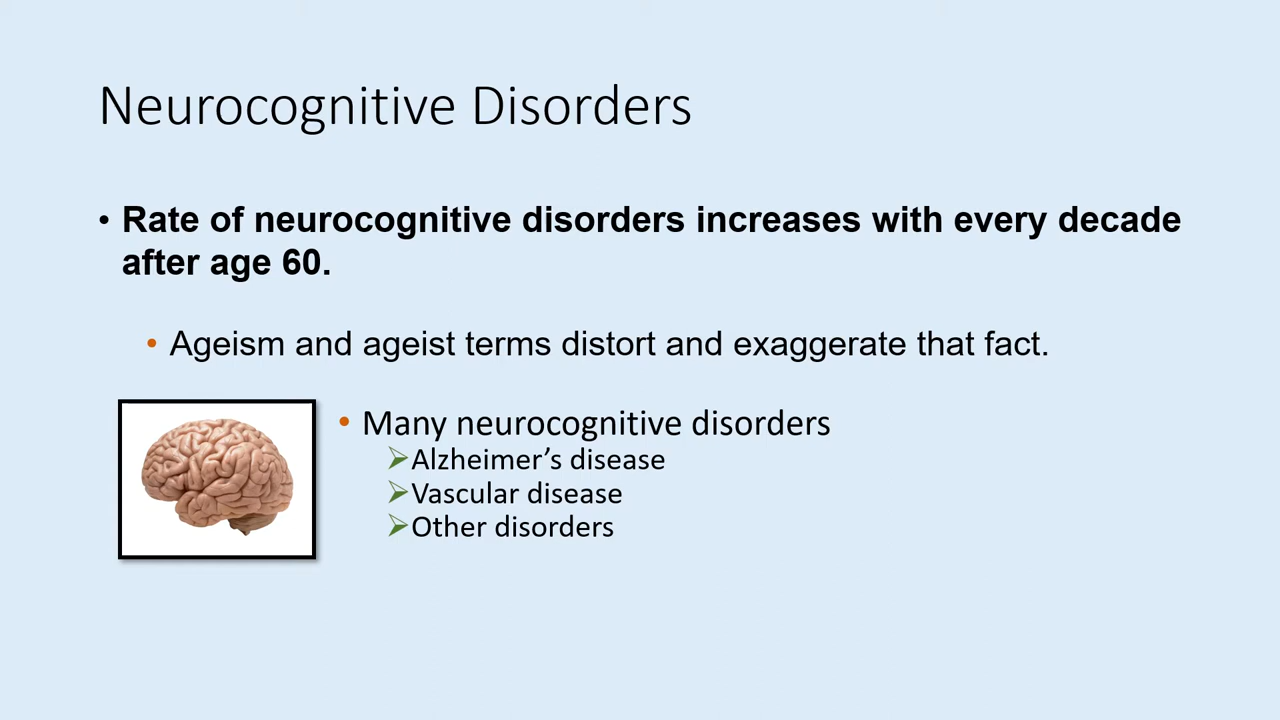 Neurocognitive Disorders
• Rate of neurocognitive disorders increases with every decade
after age 60.
• Ageism and ageist terms distort and exaggerate that fact.
• Many neurocognitive disorders
➢Alzheimer’s disease
➢Vascular disease
➢Other disorders